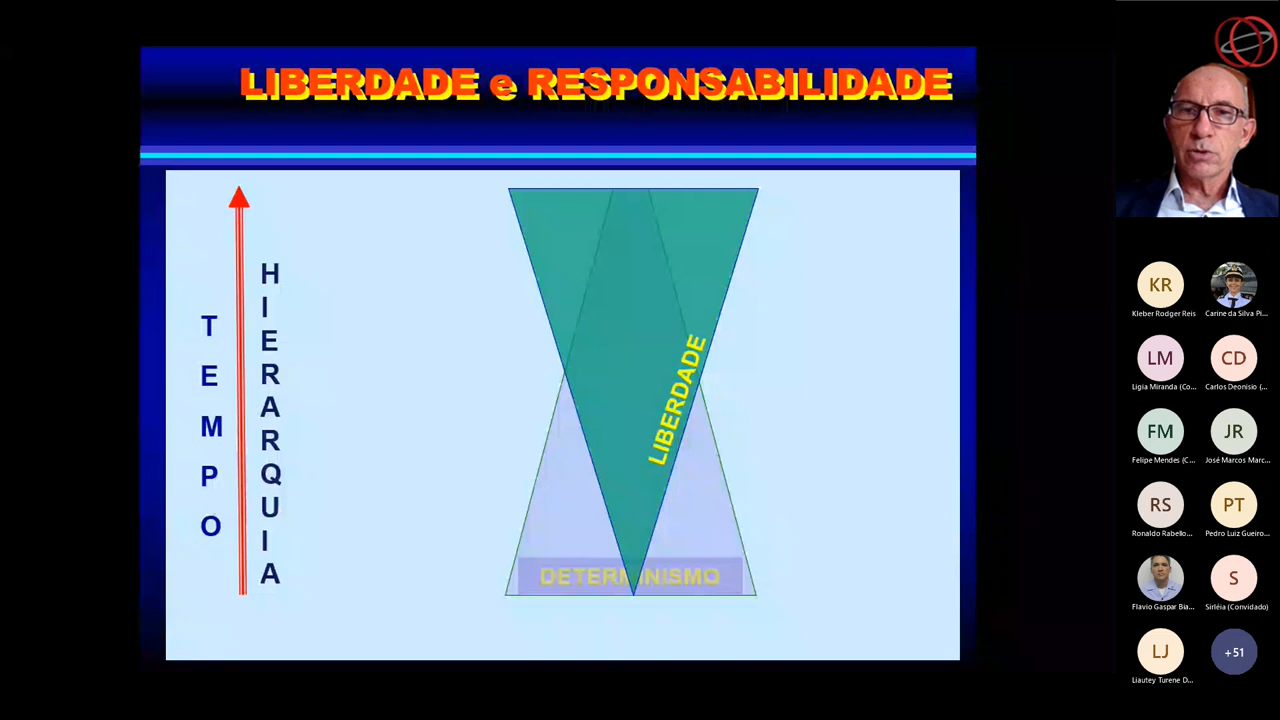 LIBERDADE e RESPONSABILIDADE
TEMPO
HIERARQUIA
LIBERDADE
DETERMINISMO
KR
Kleber Rodger Reis
Carine da Silva Pi...
LM
Ligia Miranda (Co...
CD
Carlos Deonisio (...
FM
Felipe Mendes (C...
JR
José Marcos Marc...
RS
Ronaldo Rabello...
PT
Pedro Luiz Gueiro...
Flavio Gaspar Bia...
S
Sirléia (Convidado)
LJ
Liautey Turene D...
+51